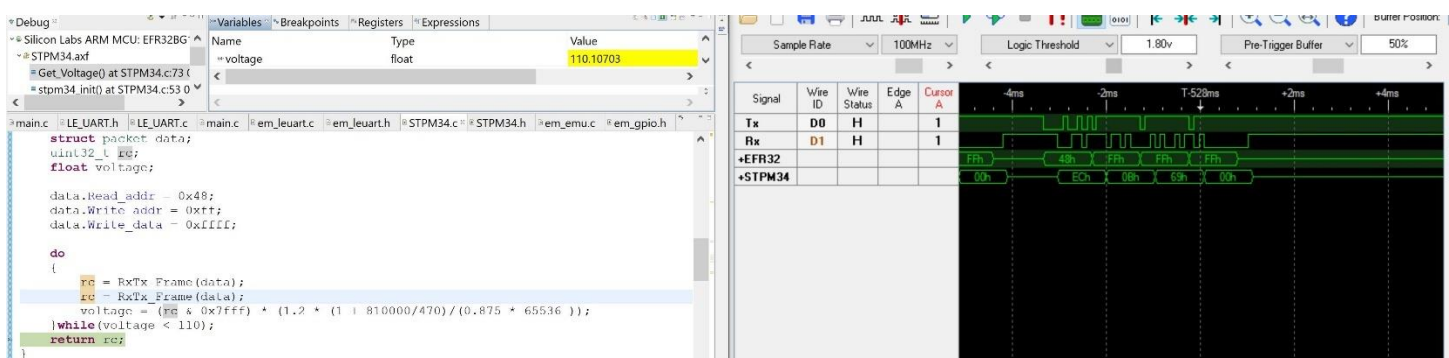 Debug
Variables Breakpoints Registers Expressions
Silicon Labs ARM MCU: EFR32BG
STPM34.axf
Get_Voltage() at STPM34.c:73
stpm34_init() at STPM34.c:53 0
Name Type Value
voltage float 110.10703
main.c LE_UART.h LE_UART.c main.c em_leuart.c em_leuart.h STPM34.c STPM34.h em_emu.c em_gpio.h
struct packet data;
uint32_t rc;
float voltage;
data.Read_addr = 0x48;
data.Write_addr = 0xff;
data.Write_data = 0xffff;
do
{
rc = RxTx_Frame(data);
rc = RxTx_Frame(data);
voltage = (rc & 0x7fff) * (1.2 * (1 + 810000/470)/(0.875 * 65536 ));
}while(voltage < 110);
return rc;
}
Buffer Position:
Sample Rate 100MHz Logic Threshold 1.80v Pre-Trigger Buffer 50%
Signal Wire ID Wire Status Edge A Cursor A
-4ms -2ms T-528ms +2ms +4ms
Tx D0 H 1
Rx D1 H 1
+EFR32 FFh 48h FFh FFh FFh
+STPM34 00h ECh 0Bh 69h 00h